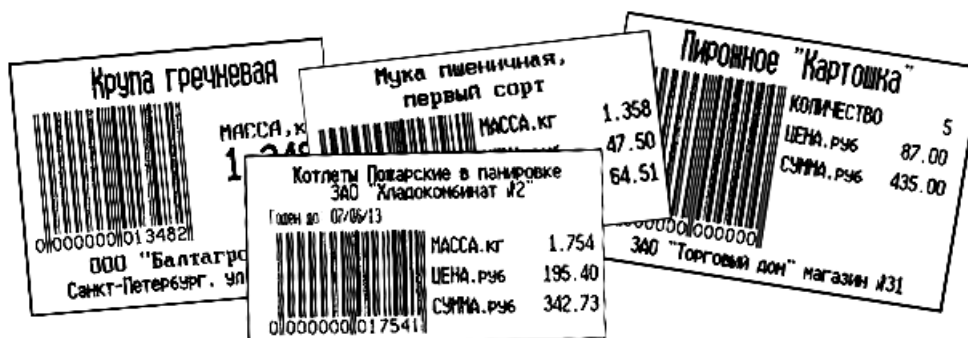 Крупа гречневая
МАССА,к
1.348
0 000000 013482
ООО "Балтагро
Санкт-Петербург, ул
Мука пшеничная,
первый сорт
МАССА.кг 1.358
47.50
64.51
Котлеты Пожарские в панировке
ЗАО "Хладокомбинат №2"
Годен до 02/06/13
МАССА.кг 1.754
ЦЕНА.руб 195.40
СУММА.руб 342.73
0 000000 017541
Пирожное "Картошка"
КОЛИЧЕСТВО 5
ЦЕНА.руб 87.00
СУММА.руб 435.00
000000 000000
ЗАО "Торговый дом" магазин №31